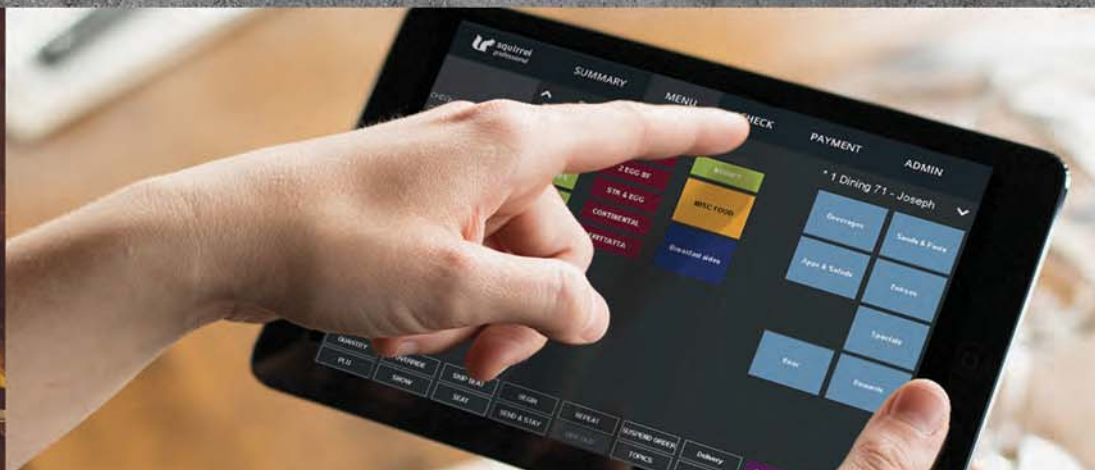 squirrel
professional
SUMMARY
MENU
CHECK
PAYMENT
ADMIN
* 1 Dining 71 - Joseph
2 EGG BF
STR & EGG
CONTINENTAL
MISC FOOD
Breakfast sides
Beverages
Sands & Pasta
Apps & Salads
Entrees
Specials
Beer
Desserts
QUANTITY
OVERRIDE
SKIP SEAT
BEGIN
REPEAT
SUSPEND ORDER
Delivery
PLU
SHOW
SEAT
SEND & STAY
TOPICS